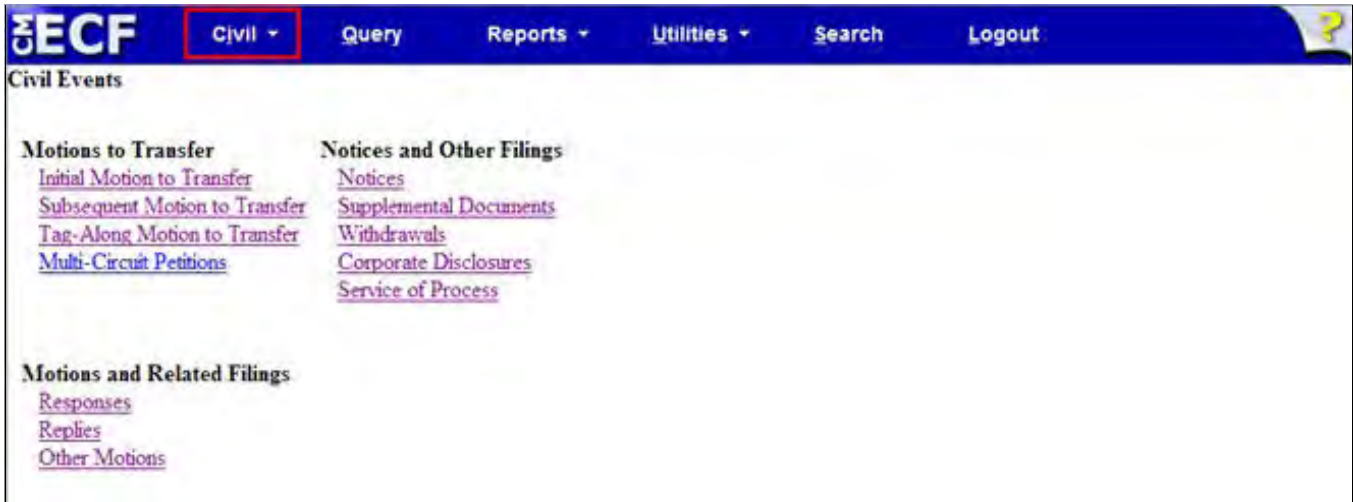 CM ECF Civil Query Reports Utilities Search Logout ?
Civil Events
Motions to Transfer
Initial Motion to Transfer
Subsequent Motion to Transfer
Tag-Along Motion to Transfer
Multi-Circuit Petitions
Notices and Other Filings
Notices
Supplemental Documents
Withdrawals
Corporate Disclosures
Service of Process
Motions and Related Filings
Responses
Replies
Other Motions